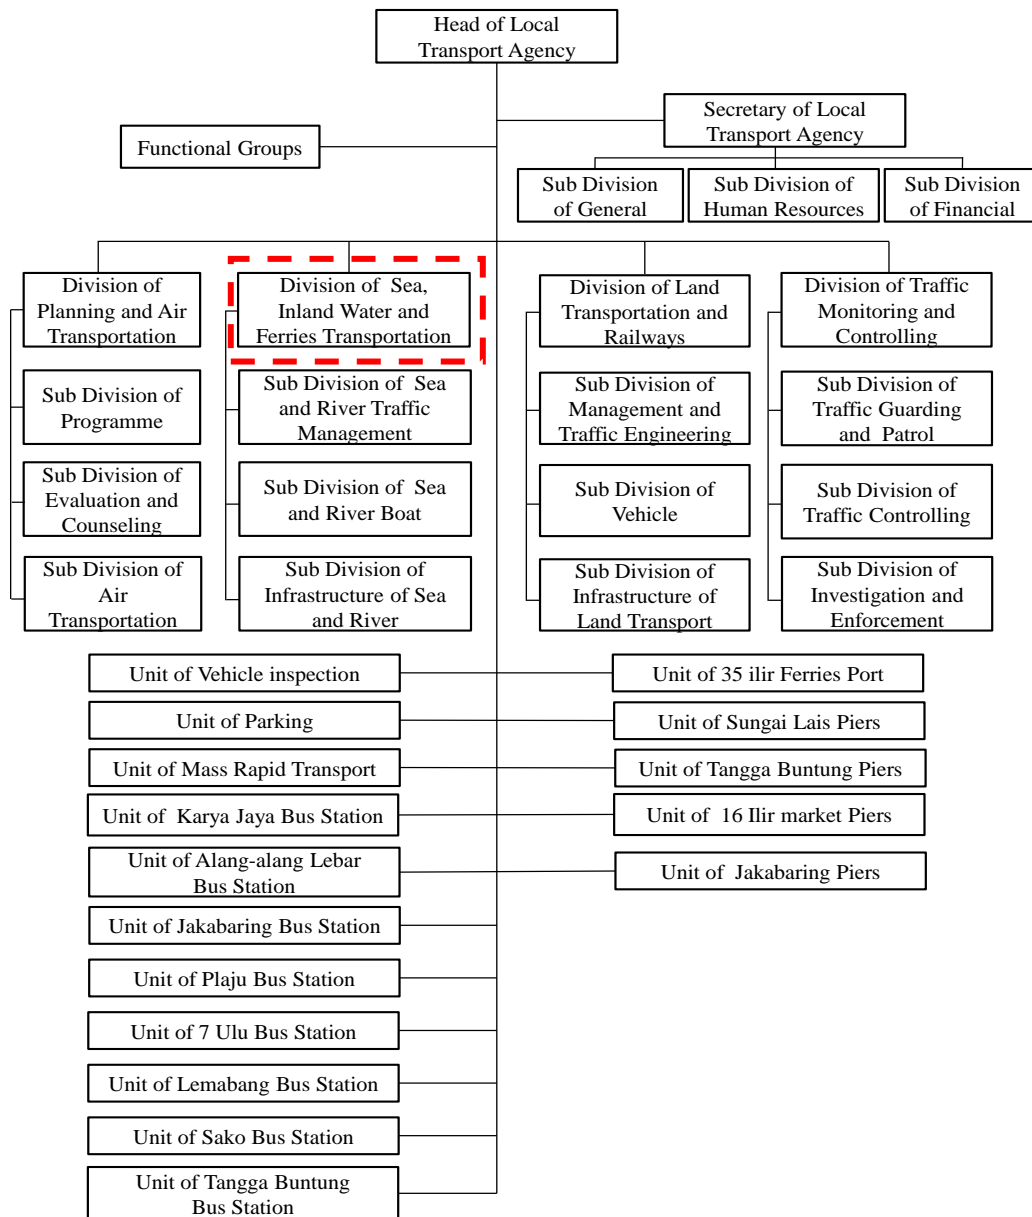 Head of Local
Transport Agency
Secretary of Local
Transport Agency
Functional Groups
Sub Division
of General
Sub Division of
Human Resources
Sub Division
of Financial
Division of
Planning and Air
Transportation
Division of Sea,
Inland Water and
Ferries Transportation
Division of Land
Transportation and
Railways
Division of Traffic
Monitoring and
Controlling
Sub Division of
Programme
Sub Division of Sea
and River Traffic
Management
Sub Division of
Management and
Traffic Engineering
Sub Division of
Traffic Guarding
and Patrol
Sub Division of
Evaluation and
Counseling
Sub Division of Sea
and River Boat
Sub Division of
Vehicle
Sub Division of
Traffic Controlling
Sub Division of
Air
Transportation
Sub Division of
Infrastructure of Sea
and River
Sub Division of
Infrastructure of
Land Transport
Sub Division of
Investigation and
Enforcement
Unit of Vehicle inspection
Unit of 35 ilir Ferries Port
Unit of Parking
Unit of Sungai Lais Piers
Unit of Mass Rapid Transport
Unit of Tangga Buntung Piers
Unit of Karya Jaya Bus Station
Unit of 16 Ilir market Piers
Unit of Alang-alang Lebar
Bus Station
Unit of Jakabaring Piers
Unit of Jakabaring Bus Station
Unit of Plaju Bus Station
Unit of 7 Ulu Bus Station
Unit of Lemabang Bus Station
Unit of Sako Bus Station
Unit of Tangga Buntung
Bus Station